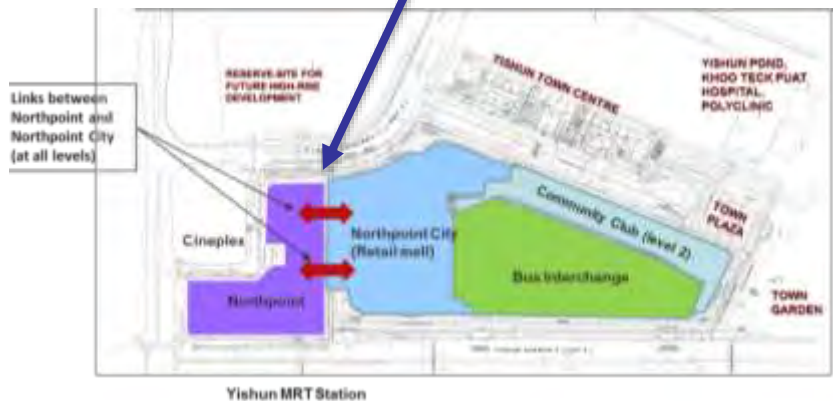 RESERVE SITE FOR
FUTURE HIGH-RISE
DEVELOPMENT
YISHUN TOWN CENTRE
YISHUN POND,
KHOO TECK PUAT
HOSPITAL,
POLYCLINIC
Links between
Northpoint and
Northpoint City
(at all levels)
Cineplex
Northpoint City
(Retail mall)
Community Club (level 2)
TOWN
PLAZA
Bus Interchange
Northpoint
TOWN
GARDEN
Yishun MRT Station